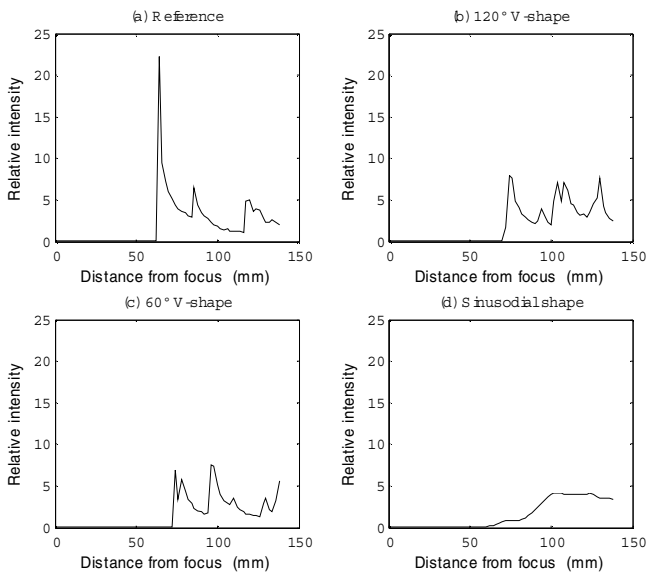 (a) Reference
25
20
15
10
5
0
0 50 100 150
Relative intensity
Distance from focus (mm)
(b) 120° V-shape
25
20
15
10
5
0
0 50 100 150
Relative intensity
Distance from focus (mm)
(c) 60° V-shape
25
20
15
10
5
0
0 50 100 150
Relative intensity
Distance from focus (mm)
(d) Sinusodial shape
25
20
15
10
5
0
0 50 100 150
Relative intensity
Distance from focus (mm)